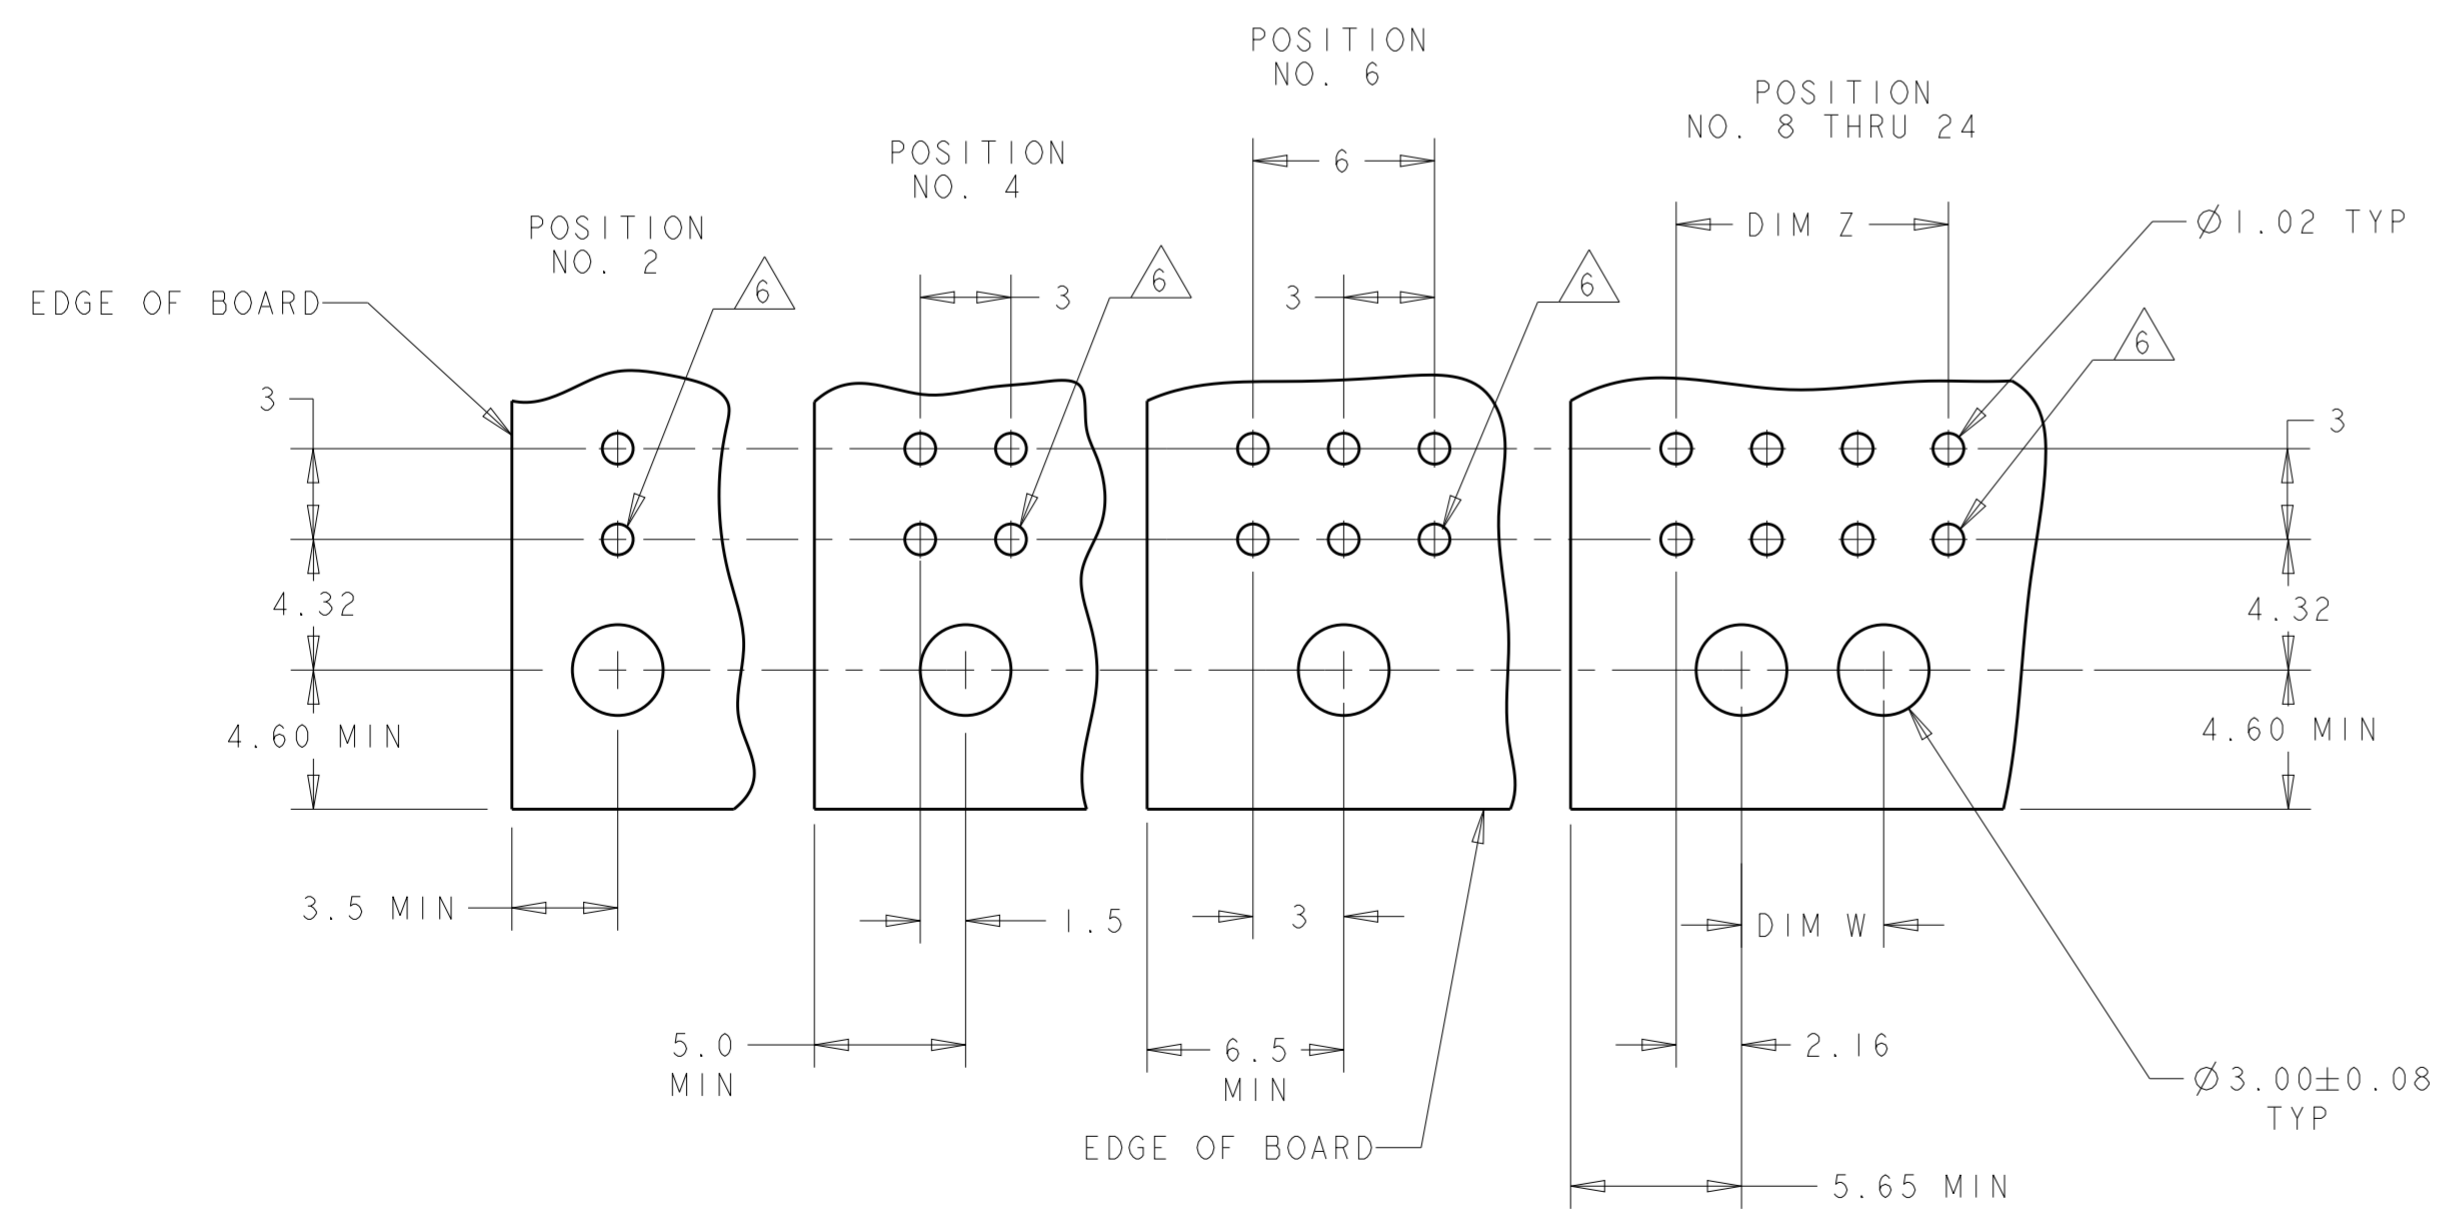 POSITION
NO. 6
POSITION
NO. 8 THRU 24
POSITION
NO. 4
6
POSITION
NO. 2
DIM Z
Ø1.02 TYP
EDGE OF BOARD
6
3
6
3
6
6
3
3
4.32
4.32
4.60 MIN
4.60 MIN
3.5 MIN
1.5
3
DIM W
5.0
MIN
6.5
MIN
2.16
Ø3.00±0.08
TYP
EDGE OF BOARD
5.65 MIN